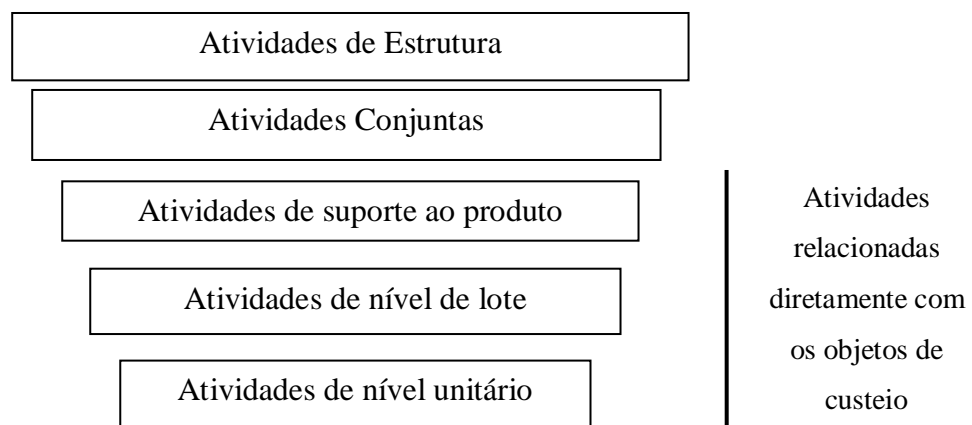 Atividades de Estrutura
Atividades Conjuntas
Atividades de suporte ao produto
Atividades de nível de lote
Atividades de nível unitário
Atividades
relacionadas
diretamente com
os objetos de
custeio